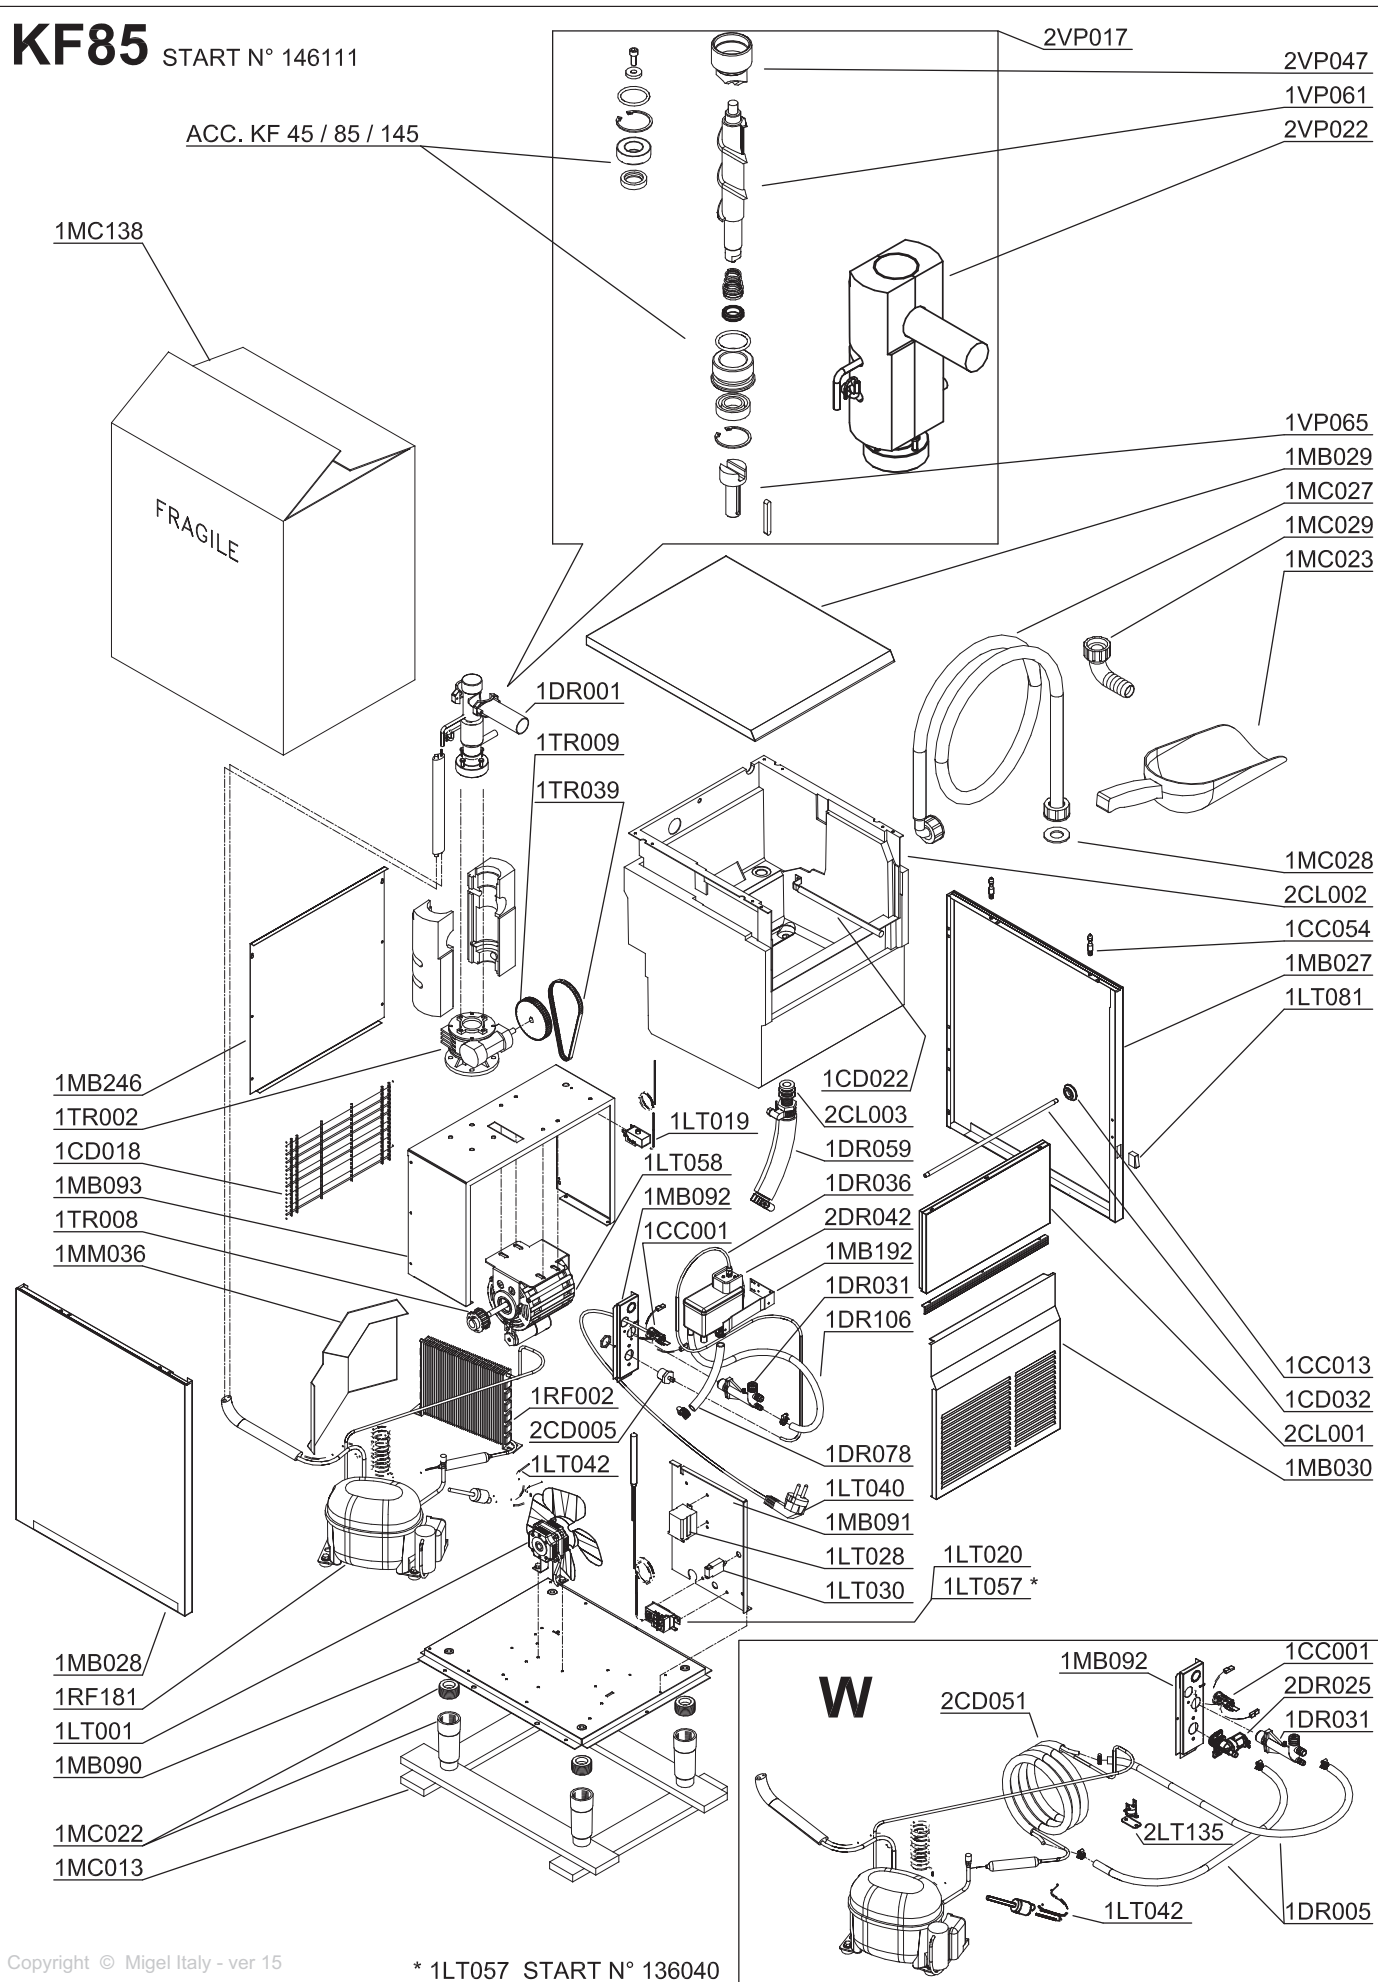 KF85 START N° 146111
2VP017
2VP047
1VP061
2VP022
ACC. KF 45 / 85 / 145
1MC138
FRAGILE
1VP065
1MB029
1MC027
1MC029
1MC023
1DR001
1TR009
1TR039
1MC028
2CL002
1CC054
1MB027
1LT081
1MB246
1TR002
1CD018
1MB093
1TR008
1MM036
1CD022
2CL003
1LT019
1DR059
1LT058
1DR036
1MB092
2DR042
1CC001
1MB192
1DR031
1DR106
1CC013
1CD032
2CL001
1MB030
1RF002
2CD005
1LT042
1DR078
1LT040
1MB091
1LT028
1LT030
1LT020
1LT057 *
1MB028
1RF181
1LT001
1MB090
1MC022
1MC013
W
1MB092
1CC001
2DR025
1DR031
2CD051
2LT135
1LT042
1DR005
Copyright © Migel Italy - ver 15
* 1LT057 START N° 136040